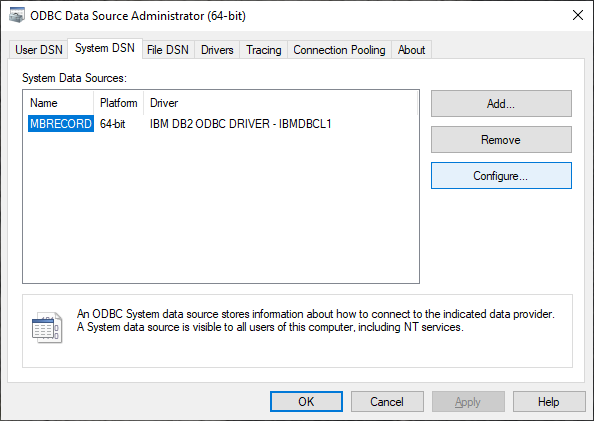 ODBC Data Source Administrator (64-bit)
User DSN System DSN File DSN Drivers Tracing Connection Pooling About
System Data Sources:
Name Platform Driver
MBRECORD 64-bit IBM DB2 ODBC DRIVER - IBMDBCL1
Add...
Remove
Configure...
An ODBC System data source stores information about how to connect to the indicated data provider.
A System data source is visible to all users of this computer, including NT services.
OK Cancel Apply Help